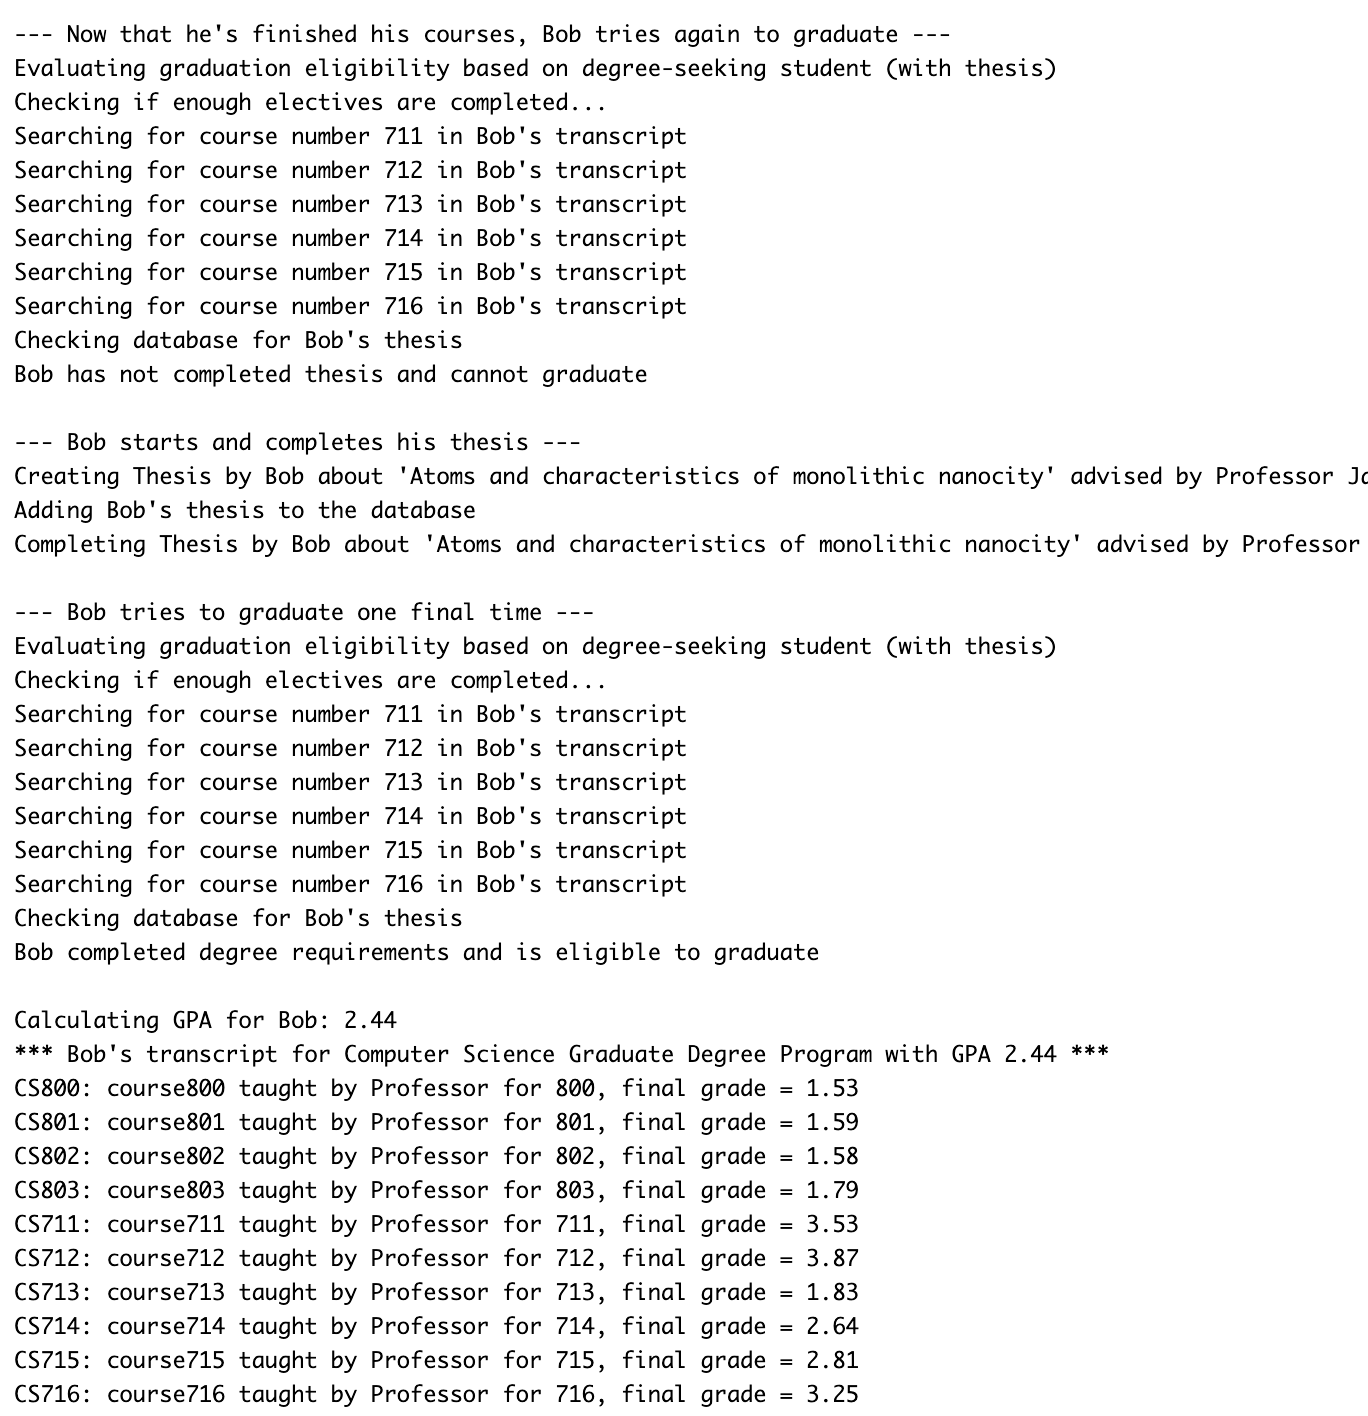 --- Now that he's finished his courses, Bob tries again to graduate ---
Evaluating graduation eligibility based on degree-seeking student (with thesis)
Checking if enough electives are completed...
Searching for course number 711 in Bob's transcript
Searching for course number 712 in Bob's transcript
Searching for course number 713 in Bob's transcript
Searching for course number 714 in Bob's transcript
Searching for course number 715 in Bob's transcript
Searching for course number 716 in Bob's transcript
Checking database for Bob's thesis
Bob has not completed thesis and cannot graduate
--- Bob starts and completes his thesis ---
Creating Thesis by Bob about 'Atoms and characteristics of monolithic nanocity' advised by Professor
Adding Bob's thesis to the database
Completing Thesis by Bob about 'Atoms and characteristics of monolithic nanocity' advised by Professor
--- Bob tries to graduate one final time ---
Evaluating graduation eligibility based on degree-seeking student (with thesis)
Checking if enough electives are completed...
Searching for course number 711 in Bob's transcript
Searching for course number 712 in Bob's transcript
Searching for course number 713 in Bob's transcript
Searching for course number 714 in Bob's transcript
Searching for course number 715 in Bob's transcript
Searching for course number 716 in Bob's transcript
Checking database for Bob's thesis
Bob completed degree requirements and is eligible to graduate
Calculating GPA for Bob: 2.44
*** Bob's transcript for Computer Science Graduate Degree Program with GPA 2.44 ***
CS800: course800 taught by Professor for 800, final grade = 1.53
CS801: course801 taught by Professor for 801, final grade = 1.59
CS802: course802 taught by Professor for 802, final grade = 1.58
CS803: course803 taught by Professor for 803, final grade = 1.79
CS711: course711 taught by Professor for 711, final grade = 3.53
CS712: course712 taught by Professor for 712, final grade = 3.87
CS713: course713 taught by Professor for 713, final grade = 1.83
CS714: course714 taught by Professor for 714, final grade = 2.64
CS715: course715 taught by Professor for 715, final grade = 2.81
CS716: course716 taught by Professor for 716, final grade = 3.25